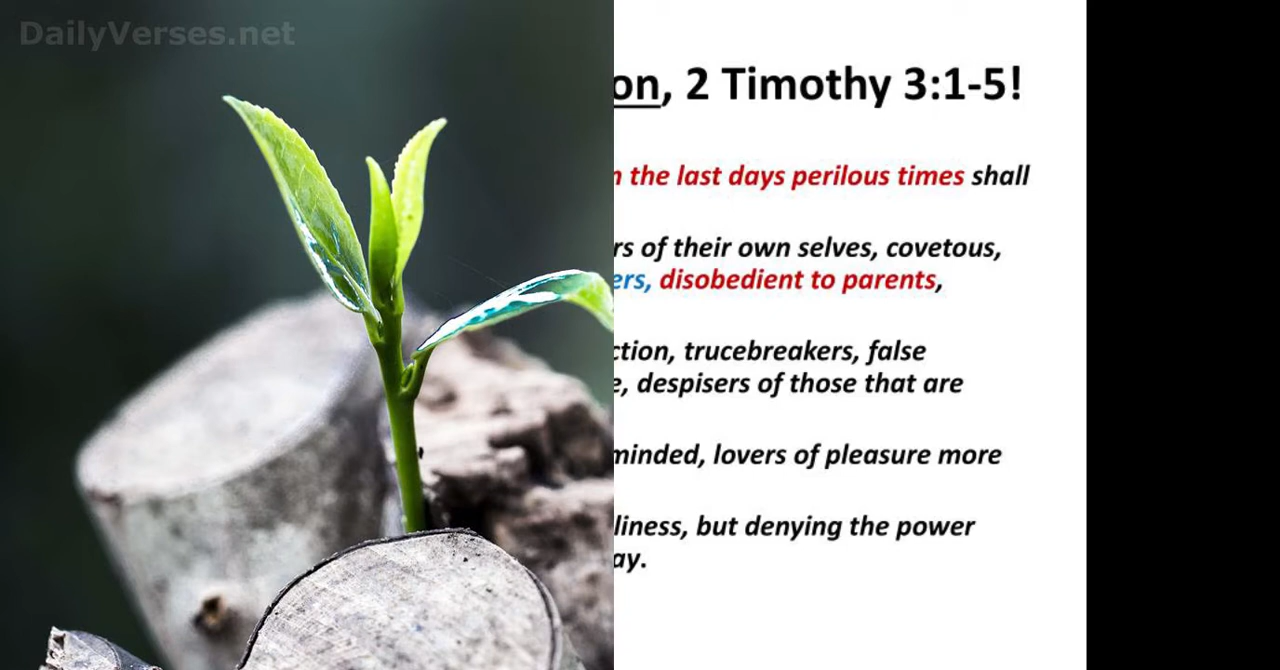 DailyVerses.net
on, 2 Timothy 3:1-5!
the last days perilous times shall
rs of their own selves, covetous,
ers, disobedient to parents,
ction, trucebreakers, false
e, despisers of those that are
minded, lovers of pleasure more
liness, but denying the power
ay.